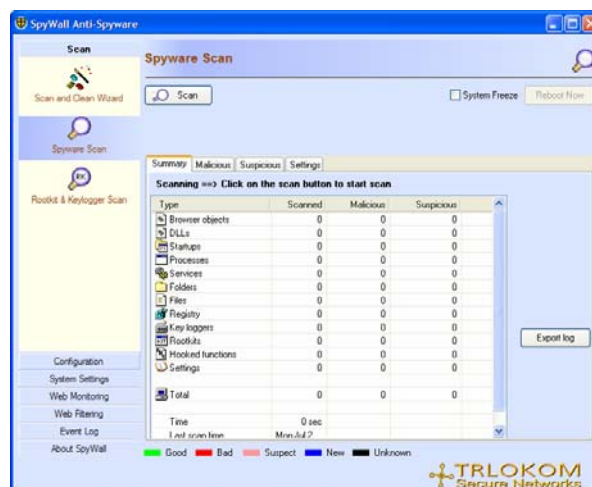 SpyWall Anti-Spyware
Scan
Scan and Clean Wizard
Spyware Scan
Rootkit & Keylogger Scan
Configuration
System Settings
Web Monitoring
Web Filtering
Event Log
About SpyWall
Spyware Scan
Scan
System Freeze
Reboot Now
Summary Malicious Suspicious Settings
Scanning ==> Click on the scan button to start scan
Type Scanned Malicious Suspicious
Browser objects 0 0 0
DLLs 0 0 0
Startups 0 0 0
Processes 0 0 0
Services 0 0 0
Folders 0 0 0
Files 0 0 0
Registry 0 0 0
Key loggers 0 0 0
Rootkits 0 0 0
Hooked functions 0 0 0
Settings 0 0 0
Total 0 0 0
Time 0 sec
Last scan time Mon Jul 2
Export log
Good Bad Suspect New Unknown
TRLOKOM
Secure Networks